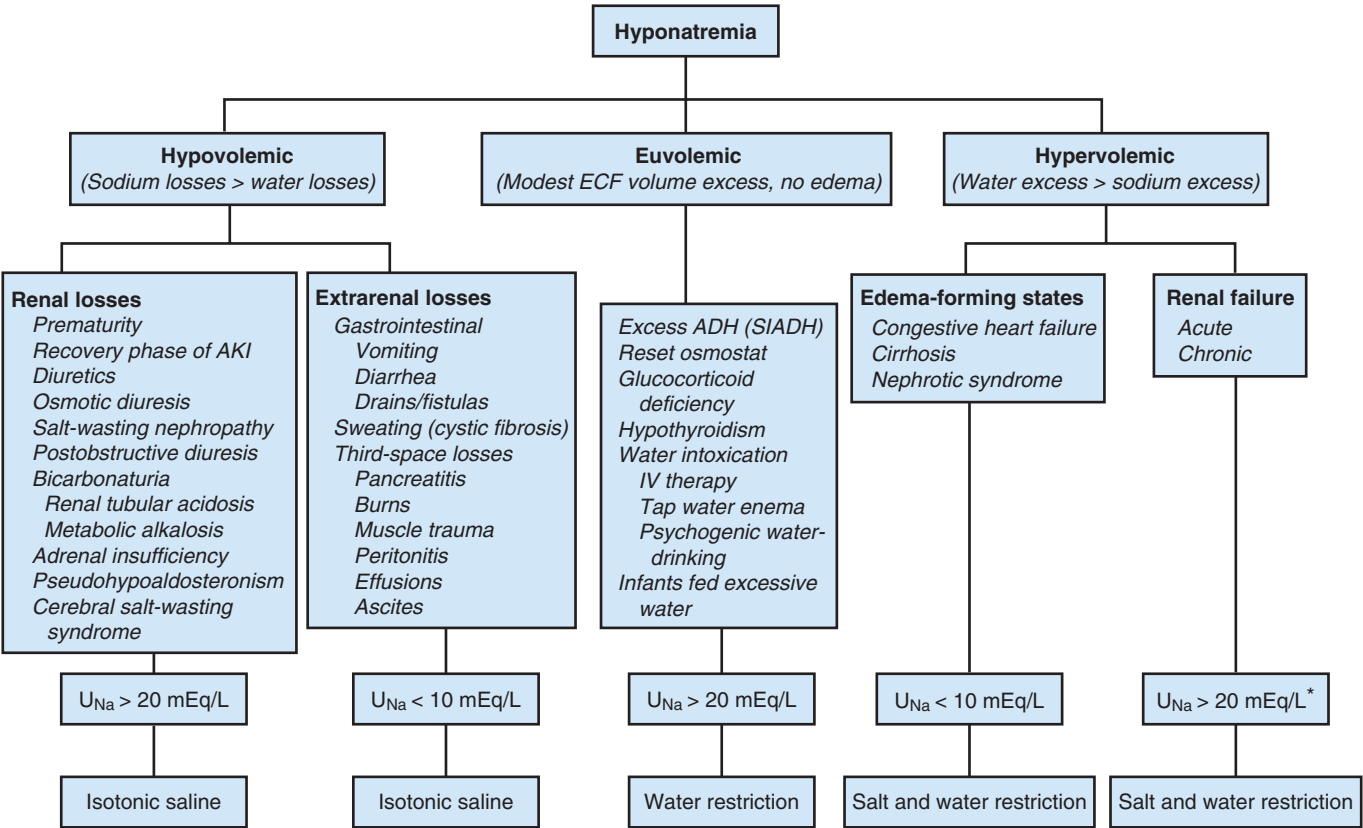 Hyponatremia
Hypovolemic
(Sodium losses > water losses)
Euvolemic
(Modest ECF volume excess, no edema)
Hypervolemic
(Water excess > sodium excess)
Renal losses
Prematurity
Recovery phase of AKI
Diuretics
Osmotic diuresis
Salt-wasting nephropathy
Postobstructive diuresis
Bicarbonaturia
Renal tubular acidosis
Metabolic alkalosis
Adrenal insufficiency
Pseudohypoaldosteronism
Cerebral salt-wasting
syndrome
Extrarenal losses
Gastrointestinal
Vomiting
Diarrhea
Drains/fistulas
Sweating (cystic fibrosis)
Third-space losses
Pancreatitis
Burns
Muscle trauma
Peritonitis
Effusions
Ascites
Excess ADH (SIADH)
Reset osmostat
Glucocorticoid
deficiency
Hypothyroidism
Water intoxication
IV therapy
Tap water enema
Psychogenic water-
drinking
Infants fed excessive
water
Edema-forming states
Congestive heart failure
Cirrhosis
Nephrotic syndrome
Renal failure
Acute
Chronic
UNa > 20 mEq/L
UNa < 10 mEq/L
UNa > 20 mEq/L
UNa < 10 mEq/L
UNa > 20 mEq/L*
Isotonic saline
Isotonic saline
Water restriction
Salt and water restriction
Salt and water restriction